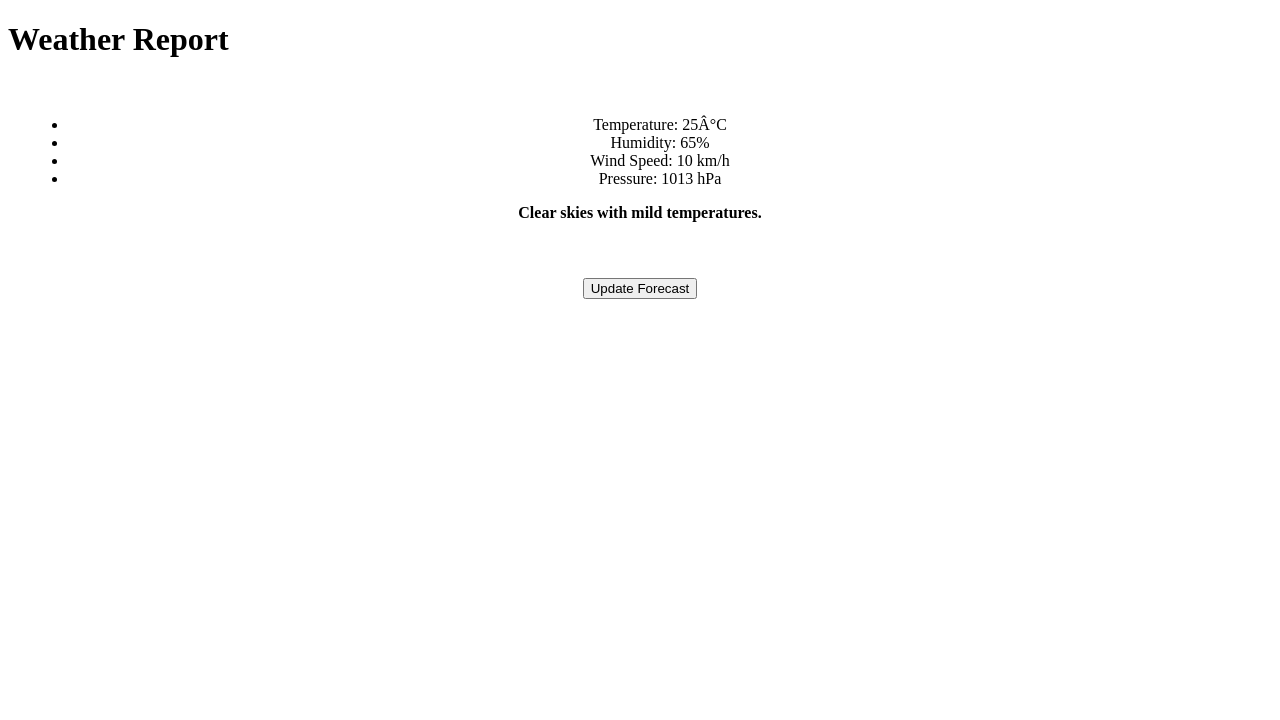 Weather Report
Temperature: 25Â°C
Humidity: 65%
Wind Speed: 10 km/h
Pressure: 1013 hPa
Clear skies with mild temperatures.
Update Forecast